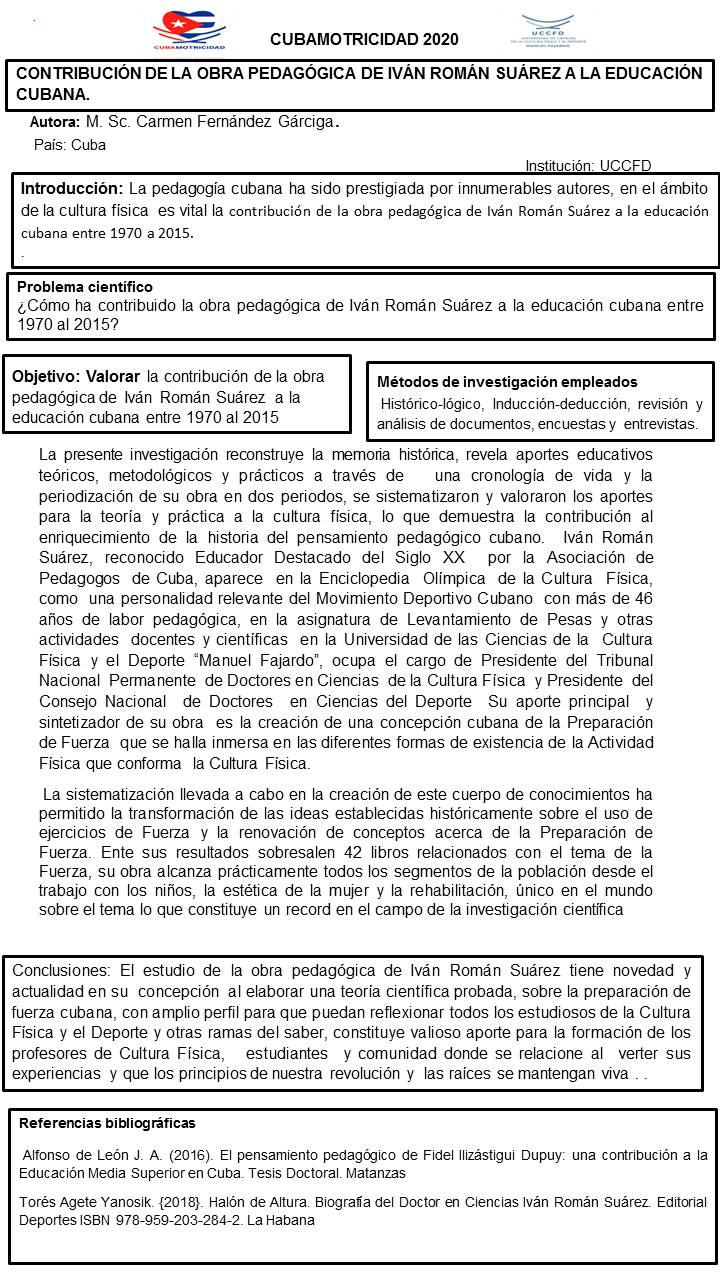 CUBAMOTRICIDAD
CUBAMOTRICIDAD 2020
UCCFD
UNIVERSIDAD DE CIENCIAS
DE LA CULTURA FÍSICA Y EL DEPORTE
MANUEL FAJARDO
CONTRIBUCIÓN DE LA OBRA PEDAGÓGICA DE IVÁN ROMÁN SUÁREZ A LA EDUCACIÓN
CUBANA.
Autora: M. Sc. Carmen Fernández Gárciga.
País: Cuba
Institución: UCCFD
Introducción: La pedagogía cubana ha sido prestigiada por innumerables autores, en el ámbito
de la cultura física es vital la contribución de la obra pedagógica de Iván Román Suárez a la educación
cubana entre 1970 a 2015.
.
Problema científico
¿Cómo ha contribuido la obra pedagógica de Iván Román Suárez a la educación cubana entre
1970 al 2015?
Objetivo: Valorar la contribución de la obra
pedagógica de Iván Román Suárez a la
educación cubana entre 1970 al 2015
Métodos de investigación empleados
Histórico-lógico, Inducción-deducción, revisión y
análisis de documentos, encuestas y entrevistas.
La presente investigación reconstruye la memoria histórica, revela aportes educativos
teóricos, metodológicos y prácticos a través de una cronología de vida y la
periodización de su obra en dos periodos, se sistematizaron y valoraron los aportes
para la teoría y práctica a la cultura física, lo que demuestra la contribución al
enriquecimiento de la historia del pensamiento pedagógico cubano. Iván Román
Suárez, reconocido Educador Destacado del Siglo XX por la Asociación de
Pedagogos de Cuba, aparece en la Enciclopedia Olímpica de la Cultura Física,
como una personalidad relevante del Movimiento Deportivo Cubano con más de 46
años de labor pedagógica, en la asignatura de Levantamiento de Pesas y otras
actividades docentes y científicas en la Universidad de las Ciencias de la Cultura
Física y el Deporte “Manuel Fajardo”, ocupa el cargo de Presidente del Tribunal
Nacional Permanente de Doctores en Ciencias de la Cultura Física y Presidente del
Consejo Nacional de Doctores en Ciencias del Deporte Su aporte principal y
sintetizador de su obra es la creación de una concepción cubana de la Preparación
de Fuerza que se halla inmersa en las diferentes formas de existencia de la Actividad
Física que conforma la Cultura Física.
La sistematización llevada a cabo en la creación de este cuerpo de conocimientos ha
permitido la transformación de las ideas establecidas históricamente sobre el uso de
ejercicios de Fuerza y la renovación de conceptos acerca de la Preparación de
Fuerza. Ente sus resultados sobresalen 42 libros relacionados con el tema de la
Fuerza, su obra alcanza prácticamente todos los segmentos de la población desde el
trabajo con los niños, la estética de la mujer y la rehabilitación, único en el mundo
sobre el tema lo que constituye un record en el campo de la investigación científica
Conclusiones: El estudio de la obra pedagógica de Iván Román Suárez tiene novedad y
actualidad en su concepción al elaborar una teoría científica probada, sobre la preparación de
fuerza cubana, con amplio perfil para que puedan reflexionar todos los estudiosos de la Cultura
Física y el Deporte y otras ramas del saber, constituye valioso aporte para la formación de los
profesores de Cultura Física, estudiantes y comunidad donde se relacione al verter sus
experiencias y que los principios de nuestra revolución y las raíces se mantengan viva . .
Referencias bibliográficas
Alfonso de León J. A. (2016). El pensamiento pedagógico de Fidel Ilizástigui Dupuy: una contribución a la
Educación Media Superior en Cuba. Tesis Doctoral. Matanzas
Torés Agete Yanosik. {2018}. Halón de Altura. Biografía del Doctor en Ciencias Iván Román Suárez. Editorial
Deportes ISBN 978-959-203-284-2. La Habana